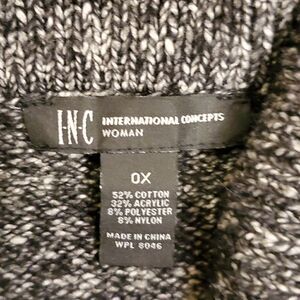 I·N·C INTERNATIONAL CONCEPTS
WOMAN
0X
52% COTTON
32% ACRYLIC
8% POLYESTER
8% NYLON
MADE IN CHINA
WPL 8046